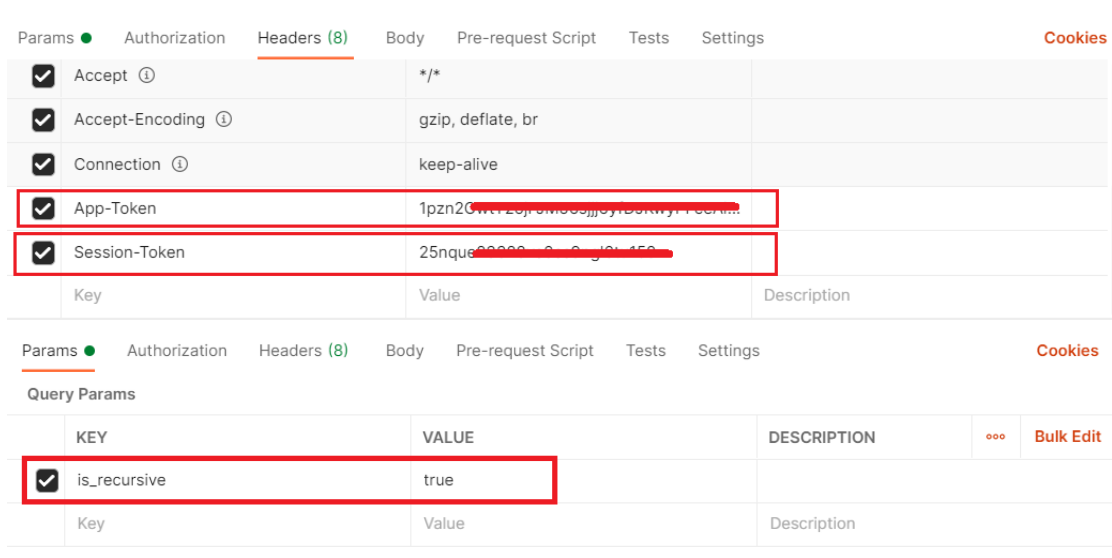 Params Authorization Headers (8) Body Pre-request Script Tests Settings Cookies
Accept */*
Accept-Encoding gzip, deflate, br
Connection keep-alive
App-Token 1pzn2
Session-Token 25nque
Key Value Description
Params Authorization Headers (8) Body Pre-request Script Tests Settings Cookies
Query Params
KEY VALUE DESCRIPTION Bulk Edit
is_recursive true
Key Value Description